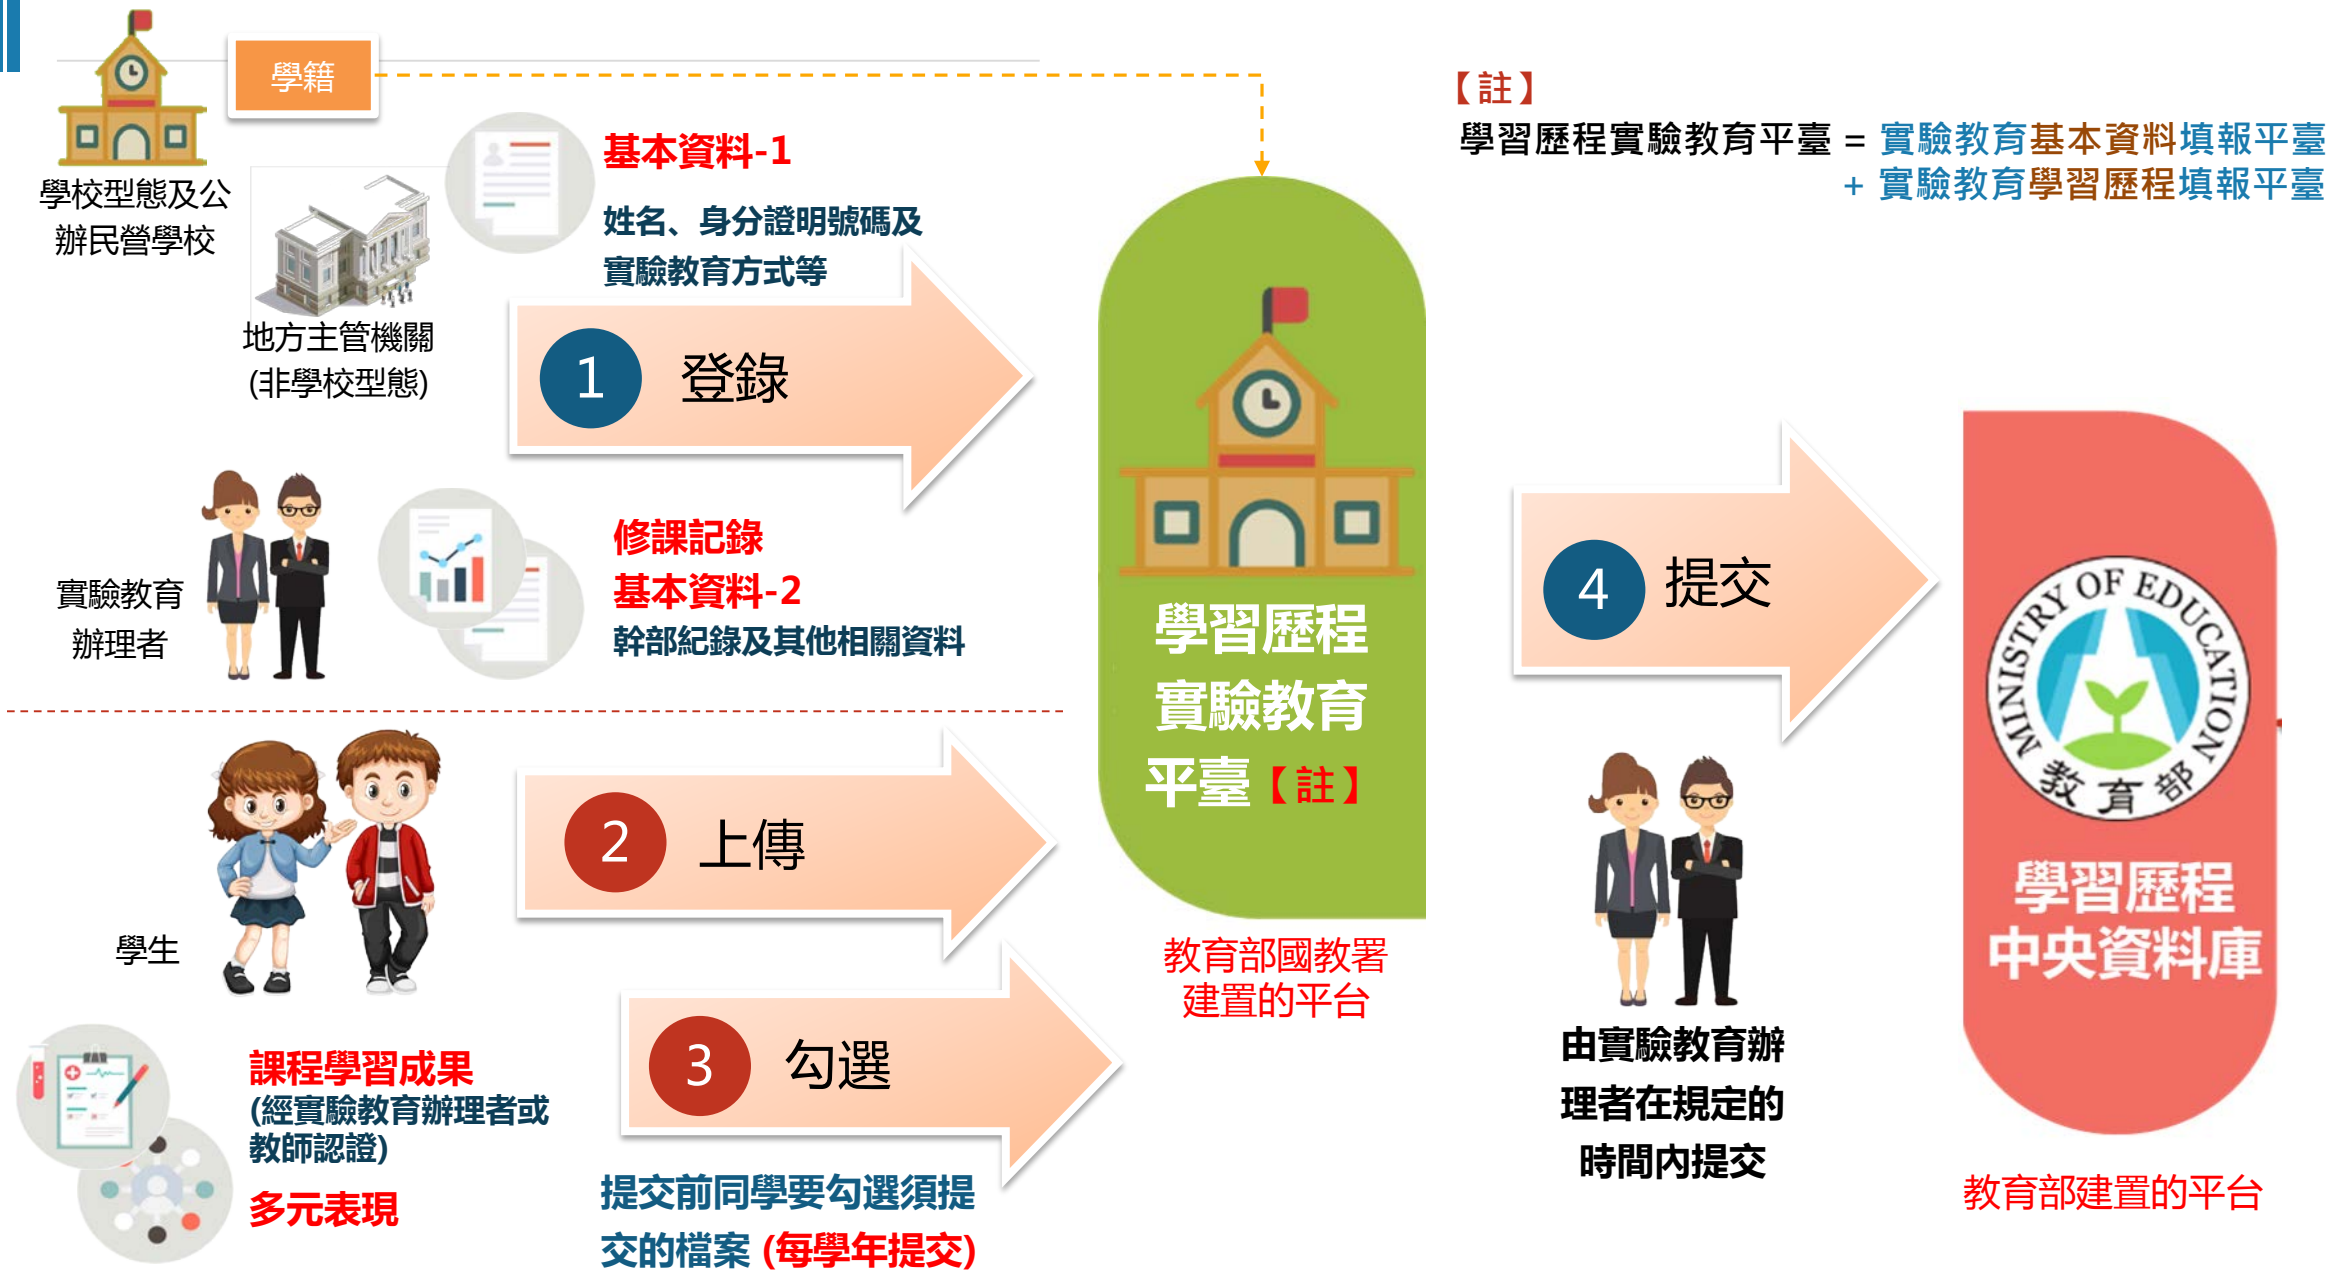 學籍
學校型態及公
辦民營學校
地方主管機關
(非學校型態)
基本資料-1
姓名、身分證明號碼及
實驗教育方式等
1 登錄
實驗教育
辦理者
修課記錄
基本資料-2
幹部紀錄及其他相關資料
學生
2 上傳
課程學習成果
(經實驗教育辦理者或
教師認證)
多元表現
3 勾選
提交前同學要勾選須提
交的檔案 (每學年提交)
學習歷程
實驗教育
平臺【註】
教育部國教署
建置的平台
【註】
學習歷程實驗教育平臺 = 實驗教育基本資料填報平臺
+ 實驗教育學習歷程填報平臺
4 提交
由實驗教育辦
理者在規定的
時間內提交
MINISTRY OF EDUCATION
教育部
學習歷程
中央資料庫
教育部建置的平台